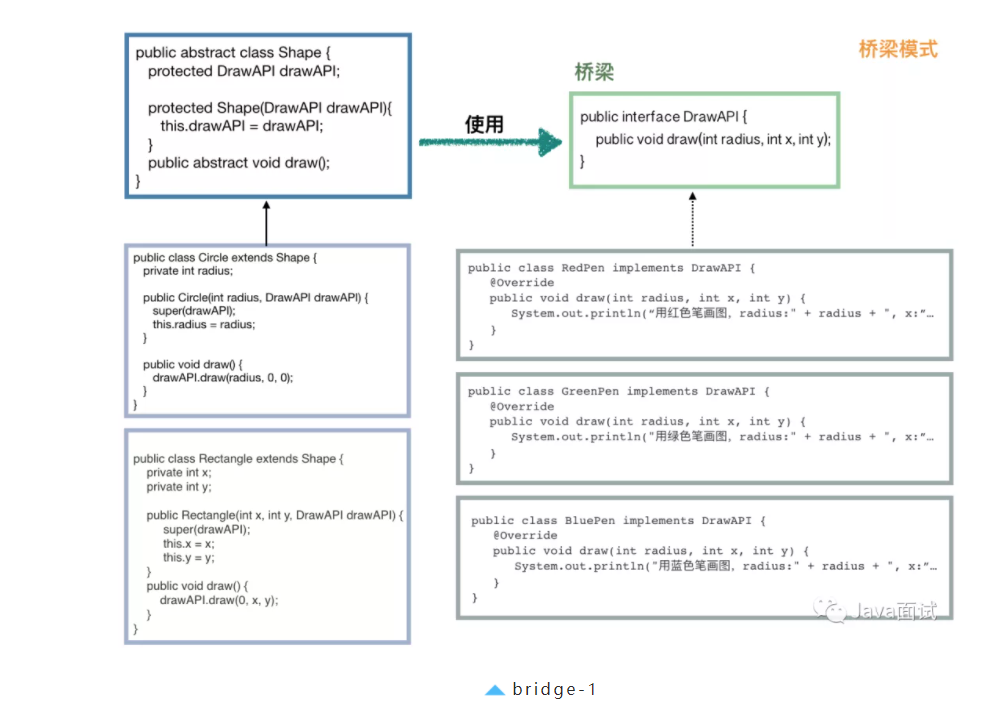 桥梁模式
public abstract class Shape {
protected DrawAPI drawAPI;
protected Shape(DrawAPI drawAPI){
this.drawAPI = drawAPI;
}
public abstract void draw();
}
使用
桥梁
public interface DrawAPI {
public void draw(int radius, int x, int y);
}
public class Circle extends Shape {
private int radius;
public Circle(int radius, DrawAPI drawAPI) {
super(drawAPI);
this.radius = radius;
}
public void draw() {
drawAPI.draw(radius, 0, 0);
}
}
public class Rectangle extends Shape {
private int x;
private int y;
public Rectangle(int x, int y, DrawAPI drawAPI) {
super(drawAPI);
this.x = x;
this.y = y;
}
public void draw() {
drawAPI.draw(0, x, y);
}
}
public class RedPen implements DrawAPI {
@Override
public void draw(int radius, int x, int y) {
System.out.println(“用红色笔画图，radius:" + radius + ", x:”…
}
}
public class GreenPen implements DrawAPI {
@Override
public void draw(int radius, int x, int y) {
System.out.println("用绿色笔画图，radius:" + radius + ", x:”…
}
}
public class BluePen implements DrawAPI {
@Override
public void draw(int radius, int x, int y) {
System.out.println("用蓝色笔画图，radius:" + radius + ", x:”…
}
}
Java面试
bridge-1